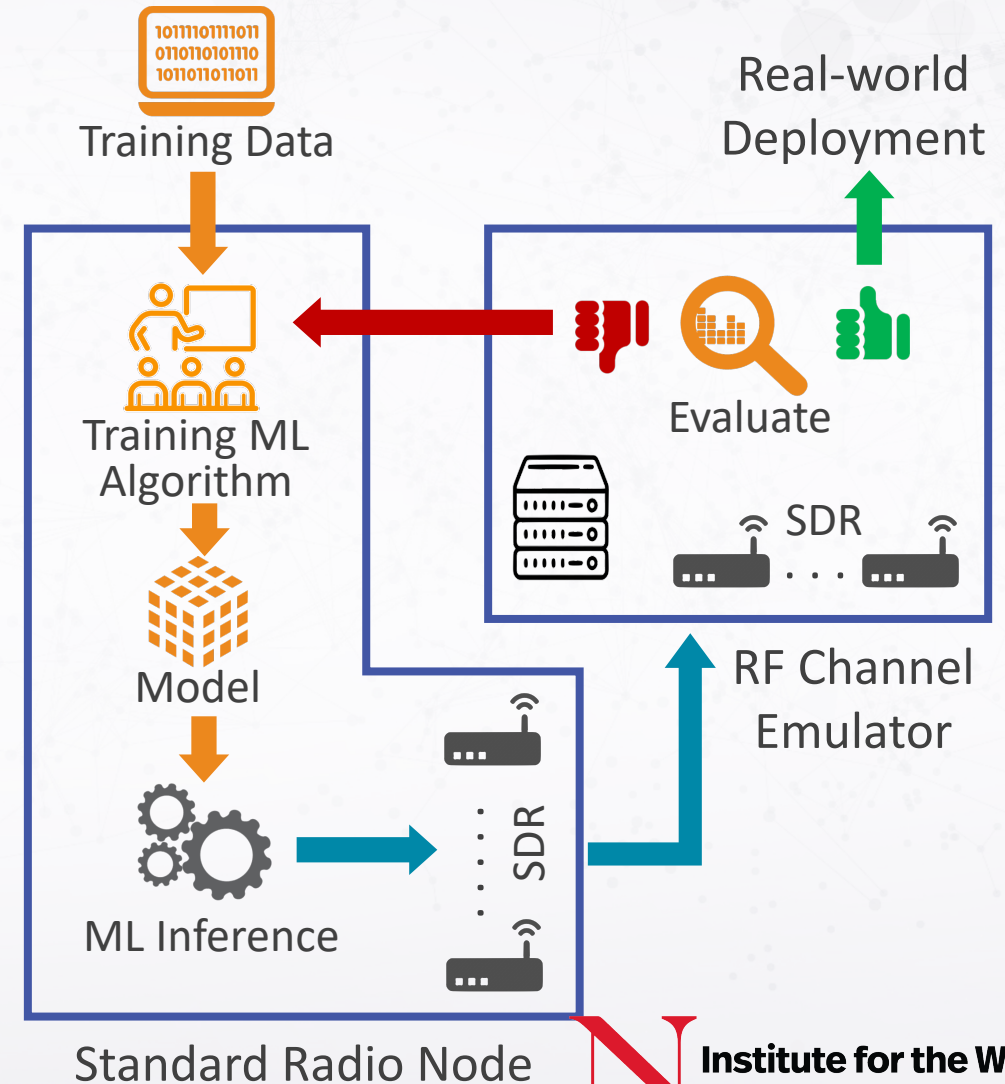 10111101111011
0110110101110
1011011011011
Training Data
Real-world
Deployment
Training ML
Algorithm
Evaluate
SDR
Model
RF Channel
Emulator
SDR
ML Inference
Standard Radio Node
N
Institute for the W